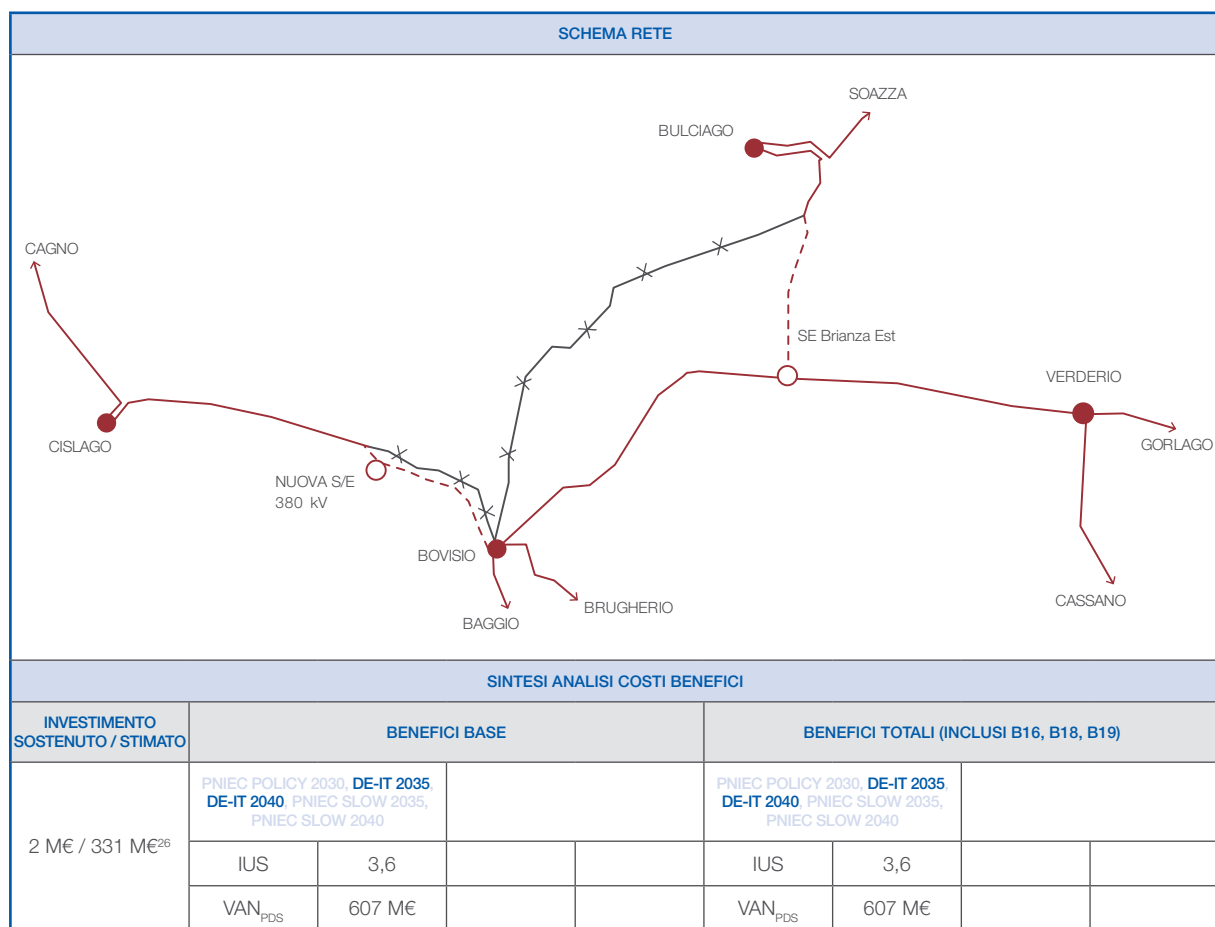 SCHEMA RETE
SOAZZA
BULCIAGO
CAGNO
SE Brianza Est
VERDERIO
CISLAGO
GORLAGO
NUOVA S/E
380 kV
BOVISIO
BRUGHERIO
CASSANO
BAGGIO
SINTESI ANALISI COSTI BENEFICI
INVESTIMENTO
SOSTENUTO / STIMATO
BENEFICI BASE
BENEFICI TOTALI (INCLUSI B16, B18, B19)
2 M€ / 331 M€26
PNIEC POLICY 2030, DE-IT 2035,
DE-IT 2040, PNIEC SLOW 2035,
PNIEC SLOW 2040
PNIEC POLICY 2030, DE-IT 2035,
DE-IT 2040, PNIEC SLOW 2035,
PNIEC SLOW 2040
IUS 3,6 IUS 3,6
VANPDS 607 M€ VANPDS 607 M€